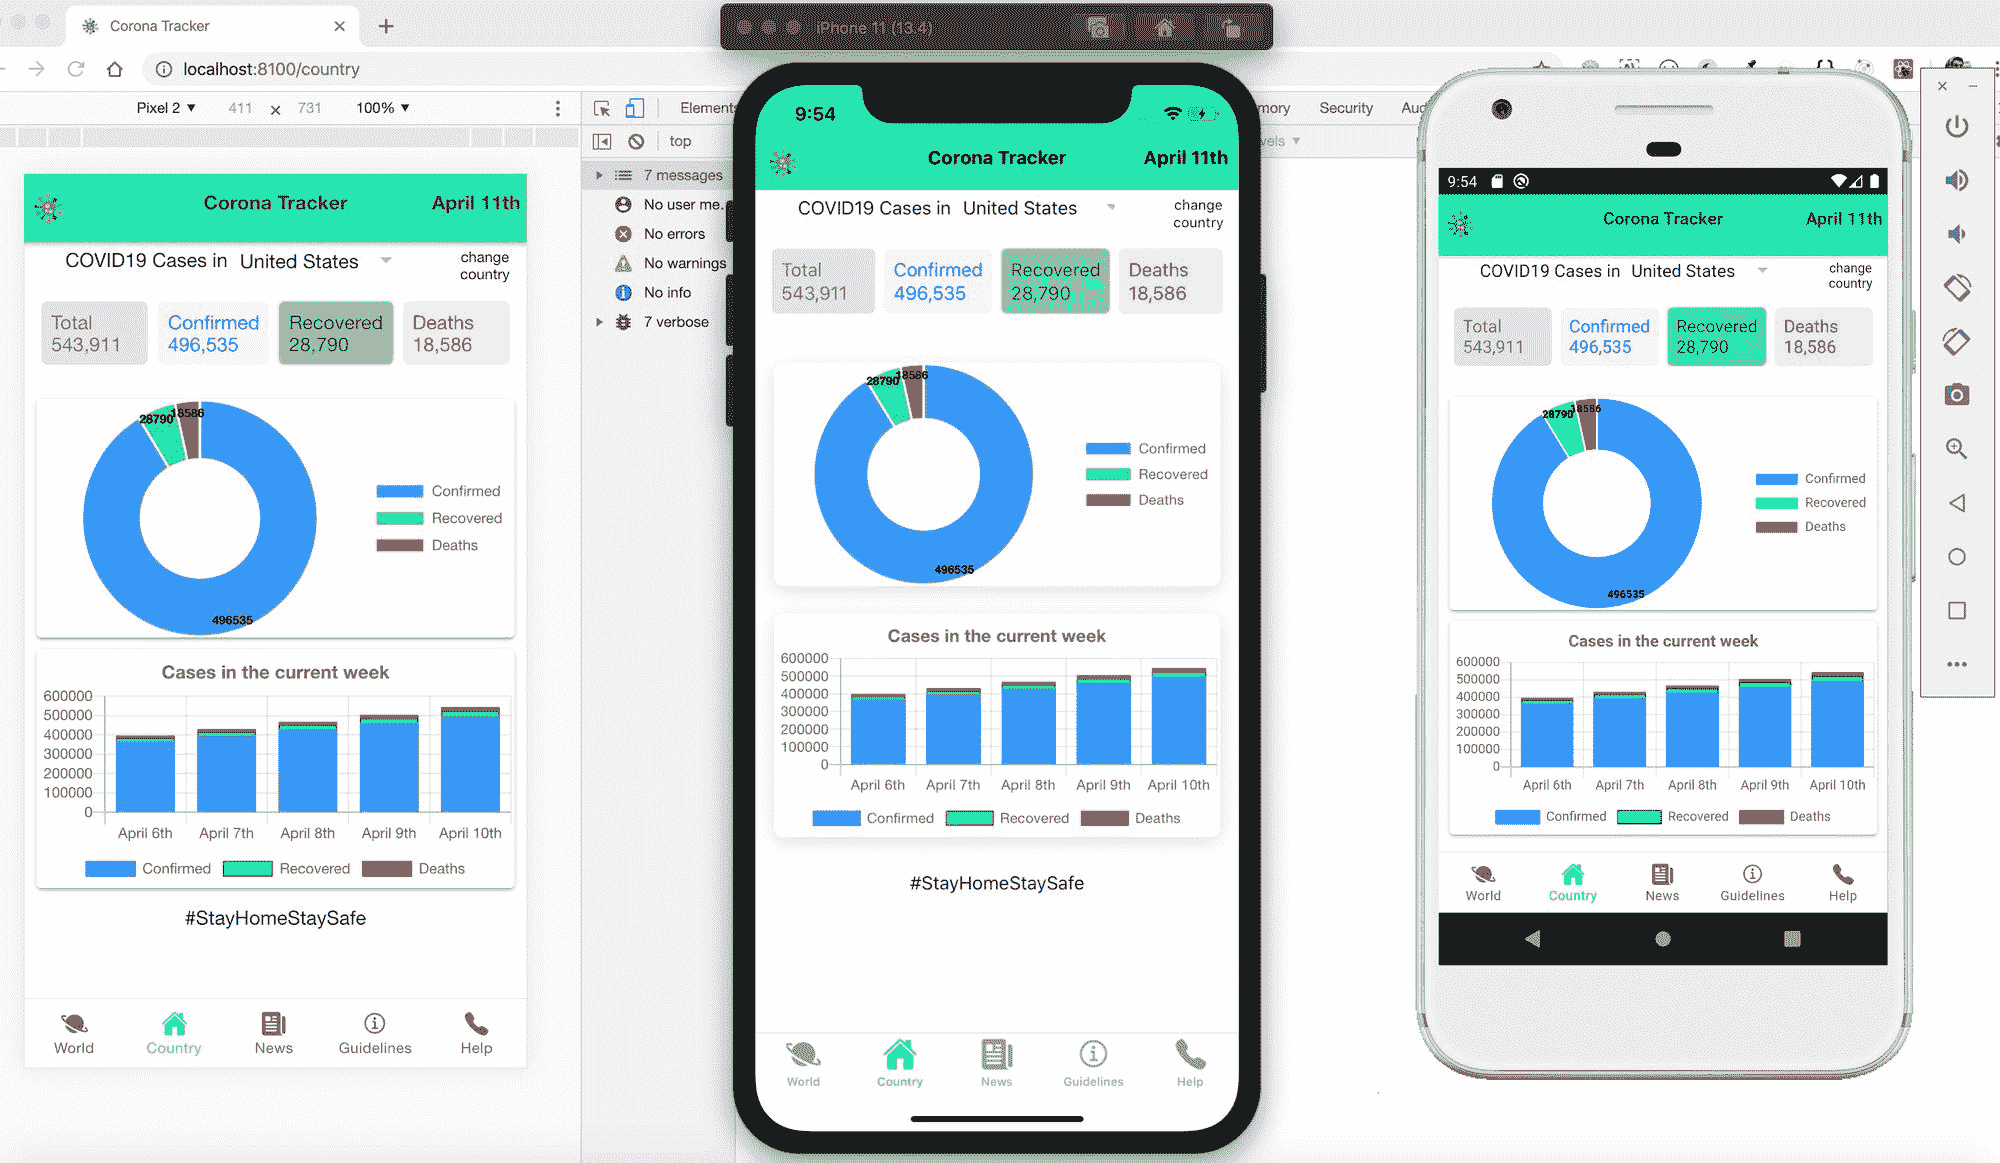 Corona Tracker
iPhone 11 (13.4)
localhost:8100/country
Pixel 2 ▼ 411 × 731 100% ▼
Elements
Security
top
7 messages
No user me...
No errors
No warnings
No info
7 verbose
Corona Tracker April 11th
COVID19 Cases in United States
change
country
Total
543,911
Confirmed
496,535
Recovered
28,790
Deaths
18,586
28790
18586
496535
Confirmed
Recovered
Deaths
Cases in the current week
600000
500000
400000
300000
200000
100000
0
April 6th April 7th April 8th April 9th April 10th
Confirmed Recovered Deaths
#StayHomeStaySafe
World Country News Guidelines Help
9:54
Corona Tracker April 11th
COVID19 Cases in United States
change
country
Total
543,911
Confirmed
496,535
Recovered
28,790
Deaths
18,586
28790
18586
496535
Confirmed
Recovered
Deaths
Cases in the current week
600000
500000
400000
300000
200000
100000
0
April 6th April 7th April 8th April 9th April 10th
Confirmed Recovered Deaths
#StayHomeStaySafe
World Country News Guidelines Help
9:54
Corona Tracker April 11th
COVID19 Cases in United States
change
country
Total
543,911
Confirmed
496,535
Recovered
28,790
Deaths
18,586
28790
18586
496535
Confirmed
Recovered
Deaths
Cases in the current week
600000
500000
400000
300000
200000
100000
0
April 6th April 7th April 8th April 9th April 10th
Confirmed Recovered Deaths
World Country News Guidelines Help